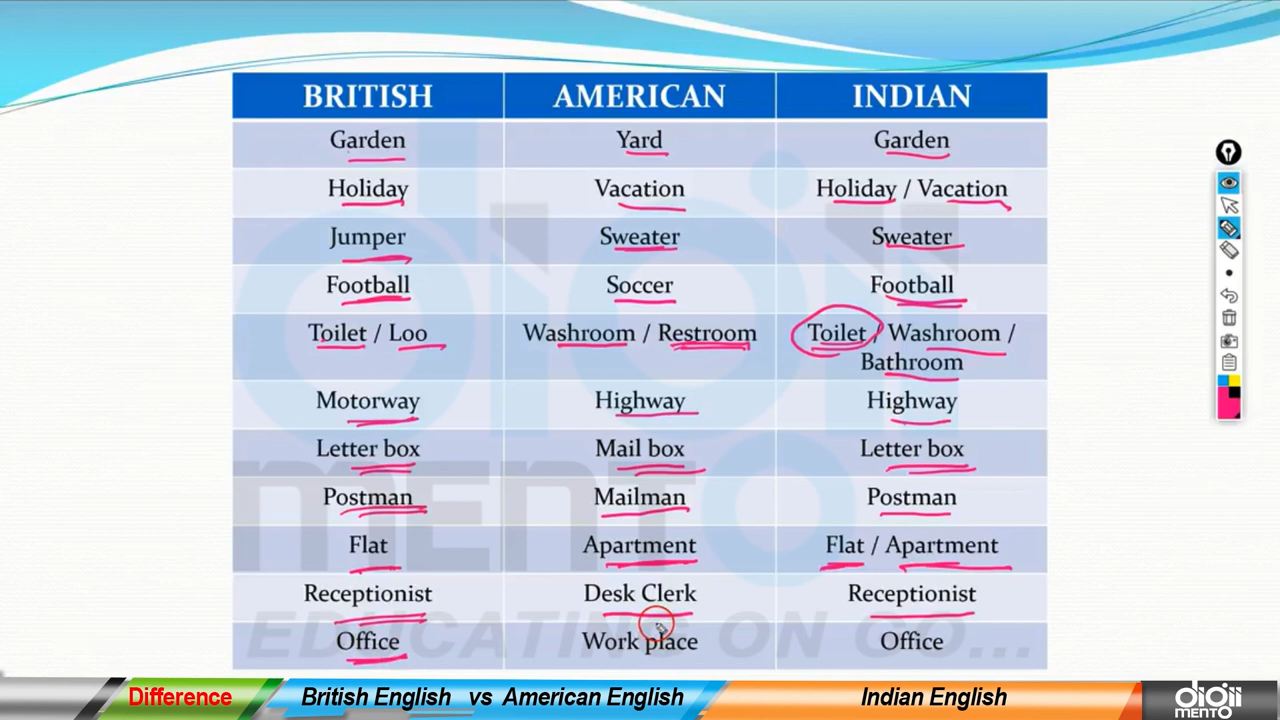 BRITISH AMERICAN INDIAN
Garden Yard Garden
Holiday Vacation Holiday / Vacation
Jumper Sweater Sweater
Football Soccer Football
Toilet / Loo Washroom / Restroom Toilet / Washroom /
Bathroom
Motorway Highway Highway
Letter box Mail box Letter box
Postman Mailman Postman
Flat Apartment Flat / Apartment
Receptionist Desk Clerk Receptionist
Office Work place Office
didji
MENTO
EDUCATING ON GO...
Difference British English vs American English Indian English
didji
MENTO